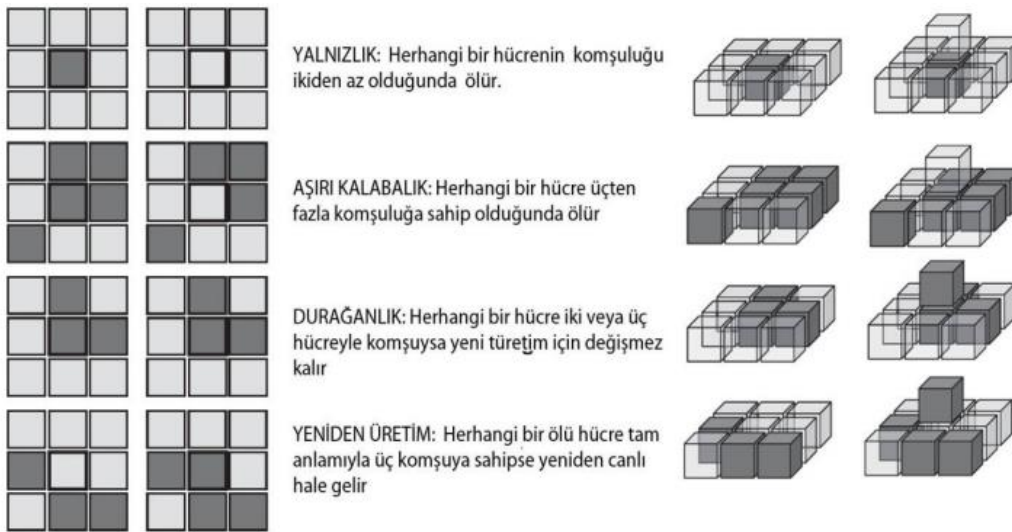 YALNIZLIK: Herhangi bir hücrenin komşuluğu
ikiden az olduğunda ölür.
AŞIRI KALABALIK: Herhangi bir hücre üçten
fazla komşuluğa sahip olduğunda ölür
DURAĞANLIK: Herhangi bir hücre iki veya üç
hücreyle komşuysa yeni türetim için değişmez
kalır
YENİDEN ÜRETİM: Herhangi bir ölü hücre tam
anlamıyla üç komşuya sahipse yeniden canlı
hale gelir